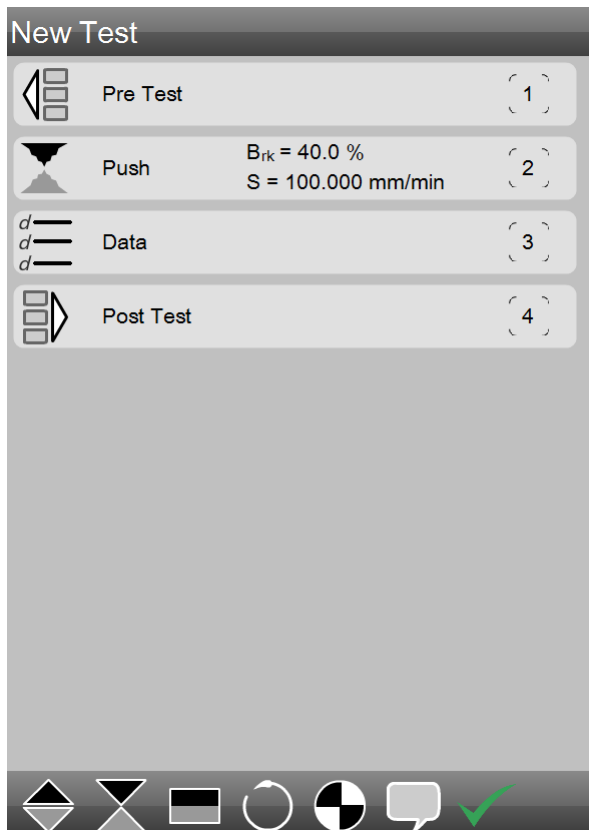 New Test
Pre Test 1
Push Brk = 40.0 % 2
S = 100.000 mm/min
d
d Data 3
d
Post Test 4